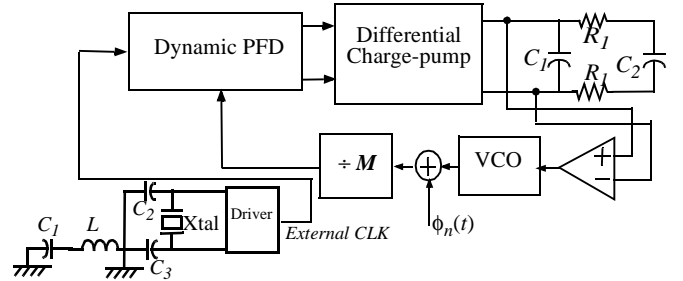 Dynamic PFD
Differential
Charge-pump
R1
C1
C2
R1
÷ M
+
VCO
+
−
ϕn(t)
C2
Xtal
Driver
External CLK
C1
L
C3